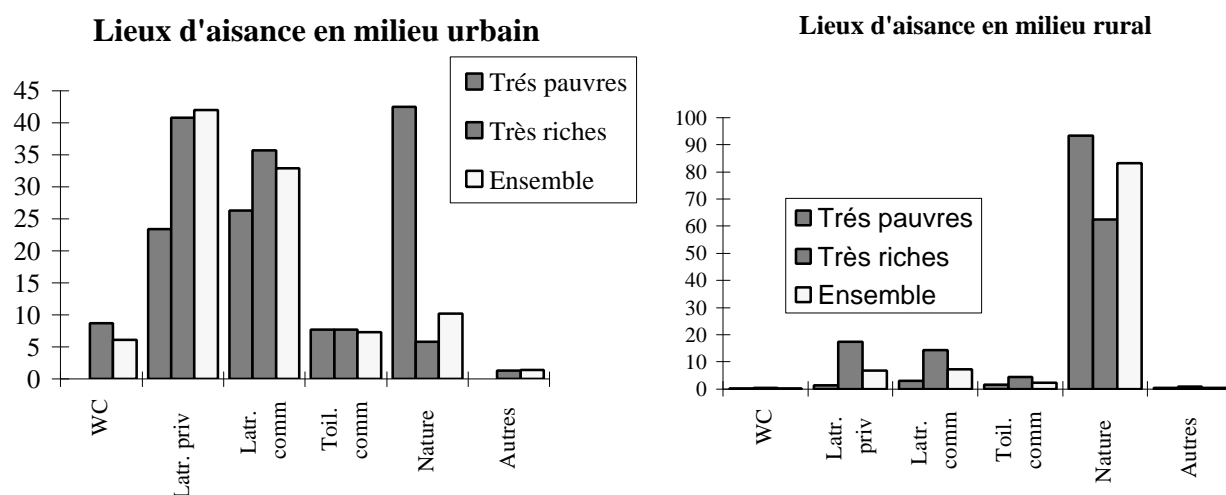 Lieux d'aisance en milieu urbain
Trés pauvres
Très riches
Ensemble
45
40
35
30
25
20
15
10
5
0
WC
Latr. priv
Latr.
comm
Toil.
comm
Nature
Autres
Lieux d'aisance en milieu rural
Trés pauvres
Très riches
Ensemble
100
90
80
70
60
50
40
30
20
10
0
WC
Latr.
priv
Latr.
comm
Toil.
comm
Nature
Autres